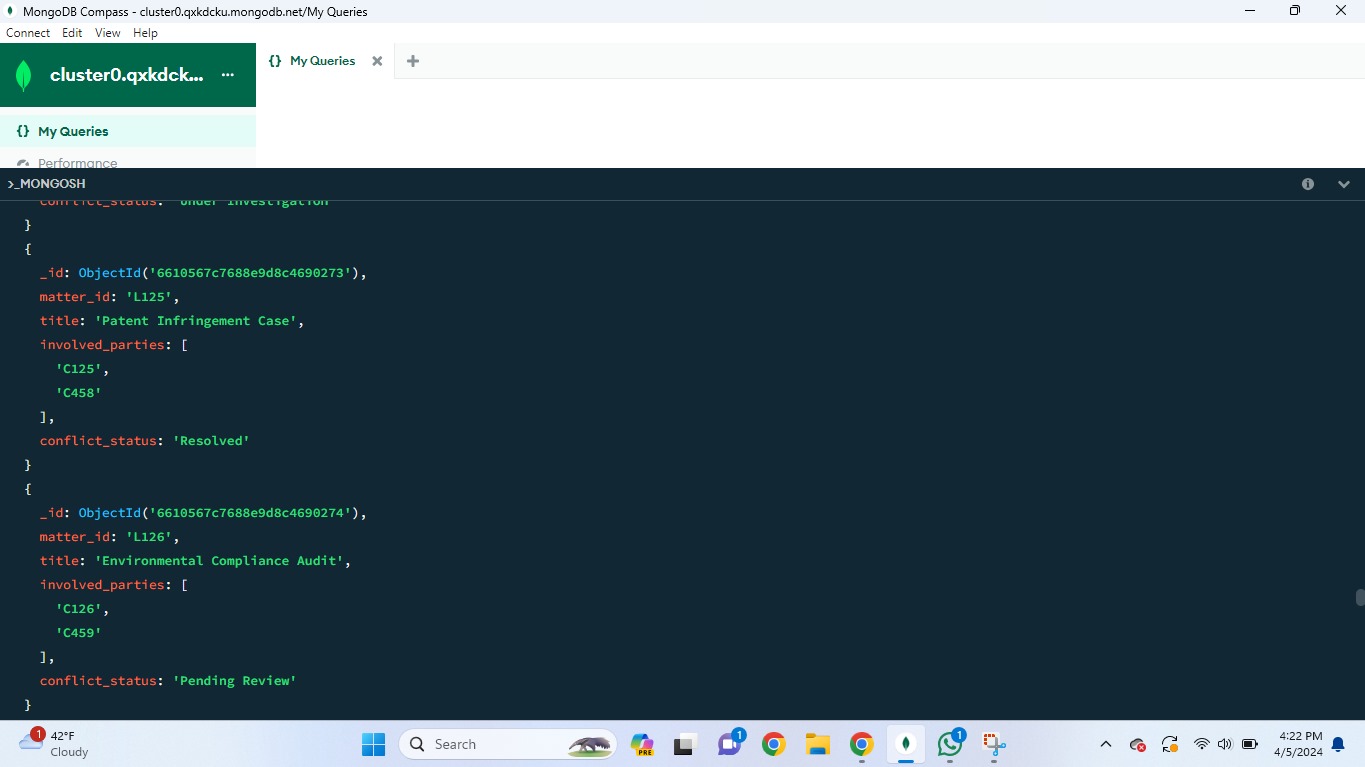 MongoDB Compass - cluster0.qxkdcku.mongodb.net/My Queries
Connect Edit View Help
cluster0.qxkdck... ...
{} My Queries
{} My Queries
Performance
>_MONGOSH
conflict_status: 'Under Investigation'
}
{
_id: ObjectId('6610567c7688e9d8c4690273'),
matter_id: 'L125',
title: 'Patent Infringement Case',
involved_parties: [
'C125',
'C458'
],
conflict_status: 'Resolved'
}
{
_id: ObjectId('6610567c7688e9d8c4690274'),
matter_id: 'L126',
title: 'Environmental Compliance Audit',
involved_parties: [
'C126',
'C459'
],
conflict_status: 'Pending Review'
}
1
42°F
Cloudy
Search
PRE
1
1
4:22 PM
4/5/2024